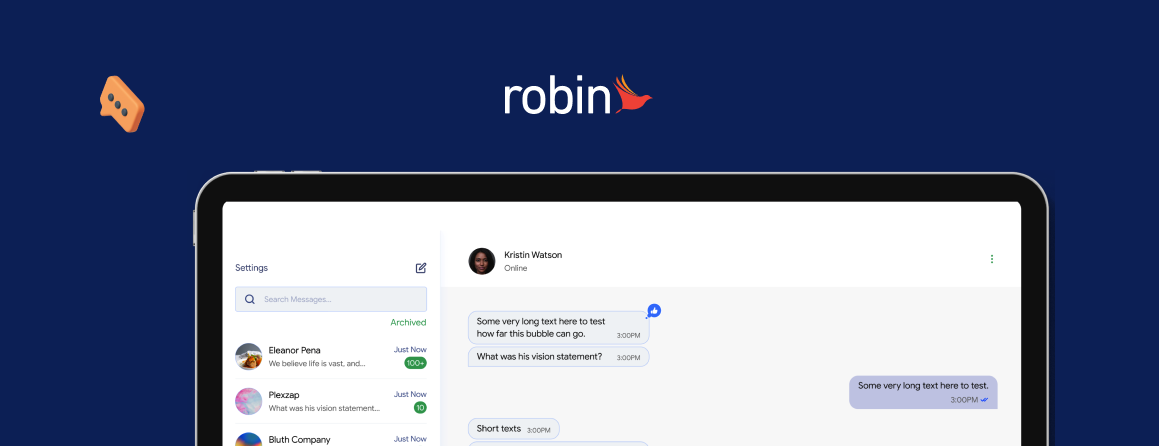 robin
Settings
Search Messages...
Archived
Eleanor Pena
Just Now
We believe life is vast, and...
100+
Plexzap
Just Now
What was his vision statement...
10
Bluth Company
Just Now
Kristin Watson
Online
Some very long text here to test
how far this bubble can go.
3:00PM
What was his vision statement?
3:00PM
Some very long text here to test.
3:00PM
Short texts
3:00PM